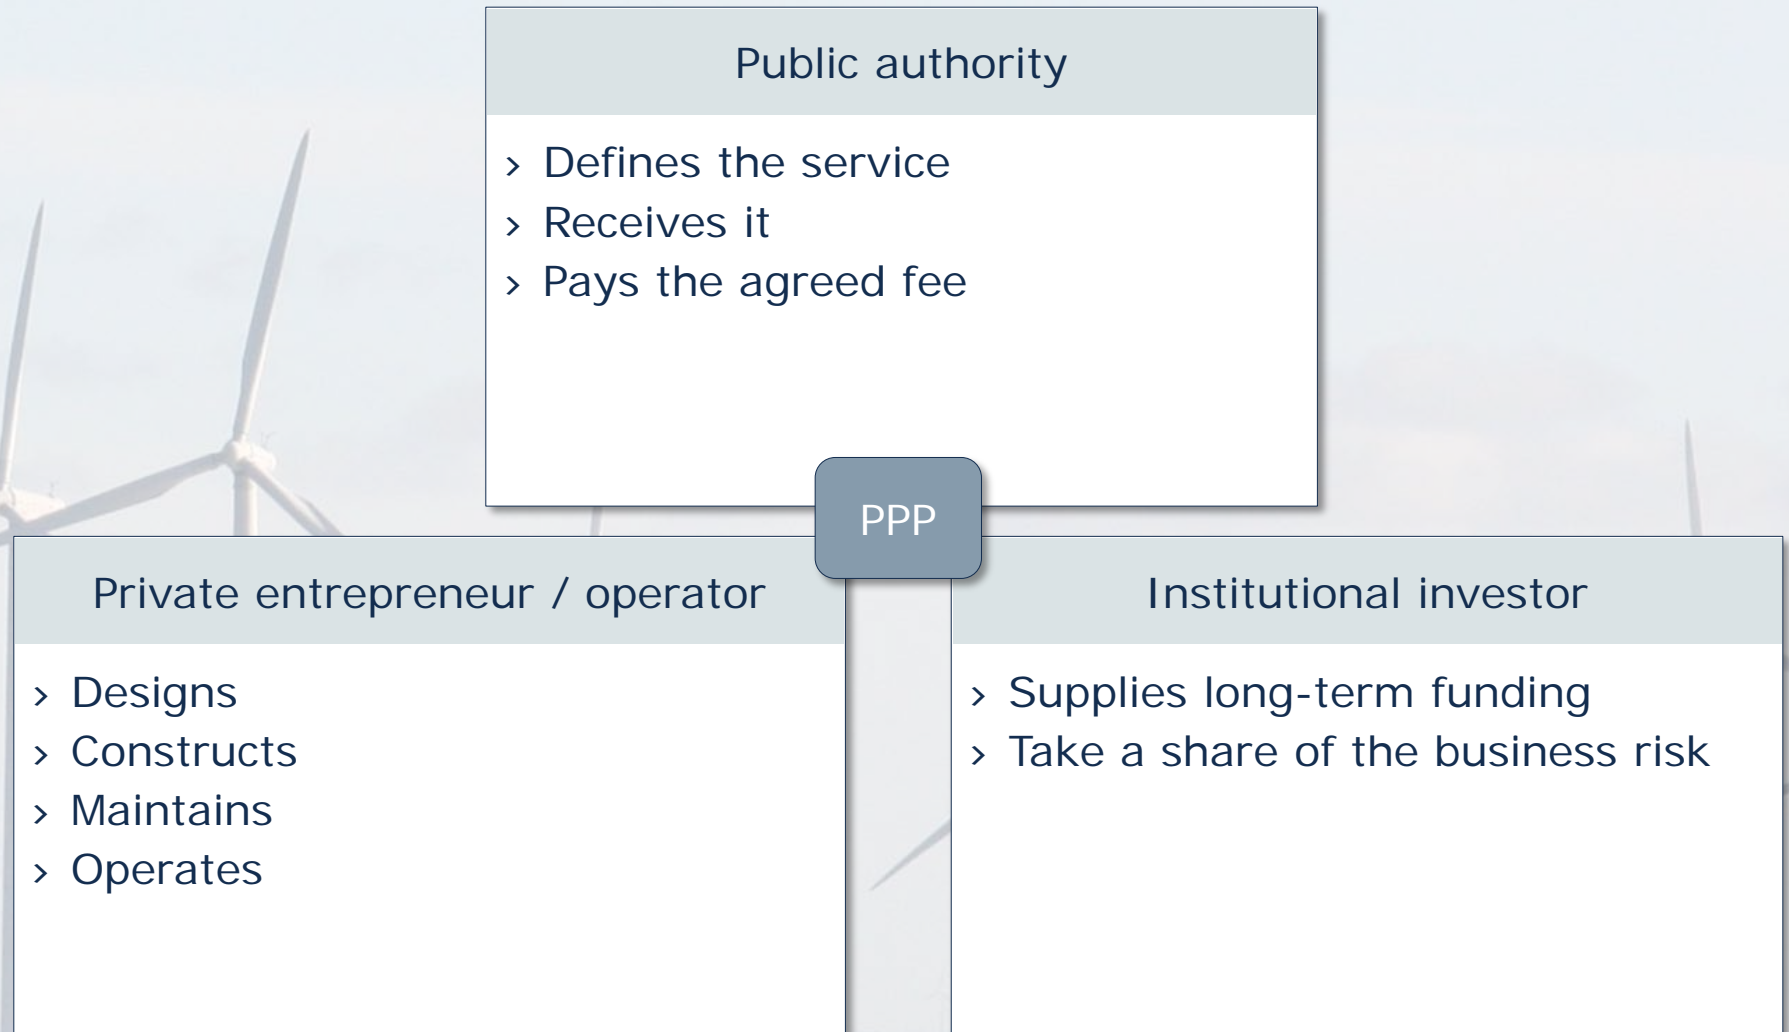 Public authority
› Defines the service
› Receives it
› Pays the agreed fee
PPP
Private entrepreneur / operator
› Designs
› Constructs
› Maintains
› Operates
Institutional investor
› Supplies long-term funding
› Take a share of the business risk